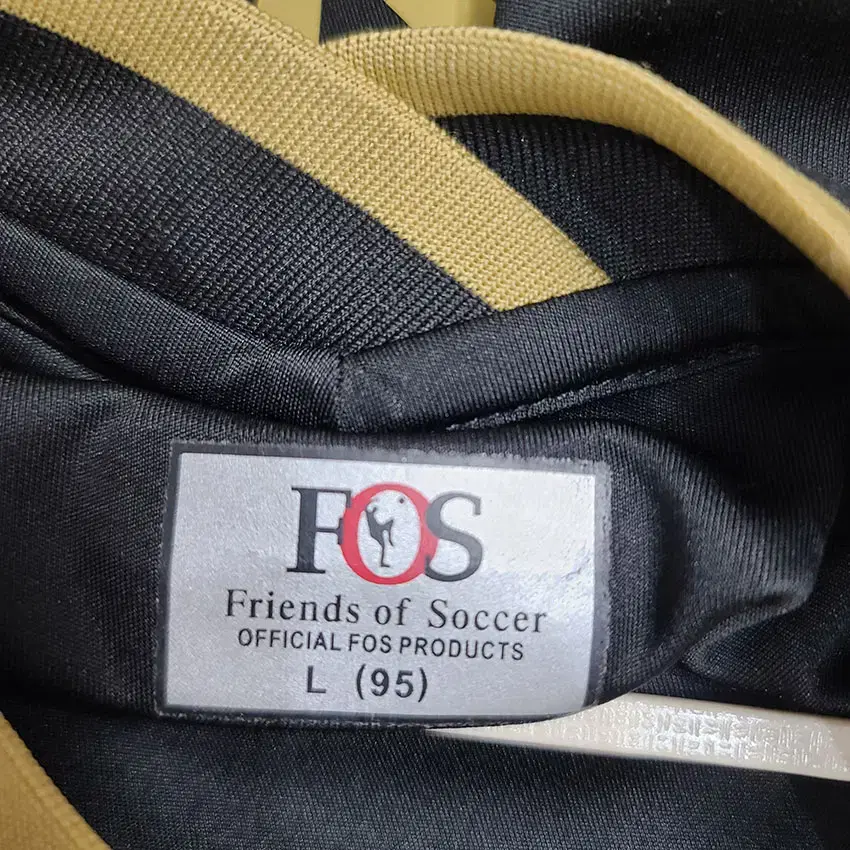 FOS
Friends of Soccer
OFFICIAL FOS PRODUCTS
L (95)